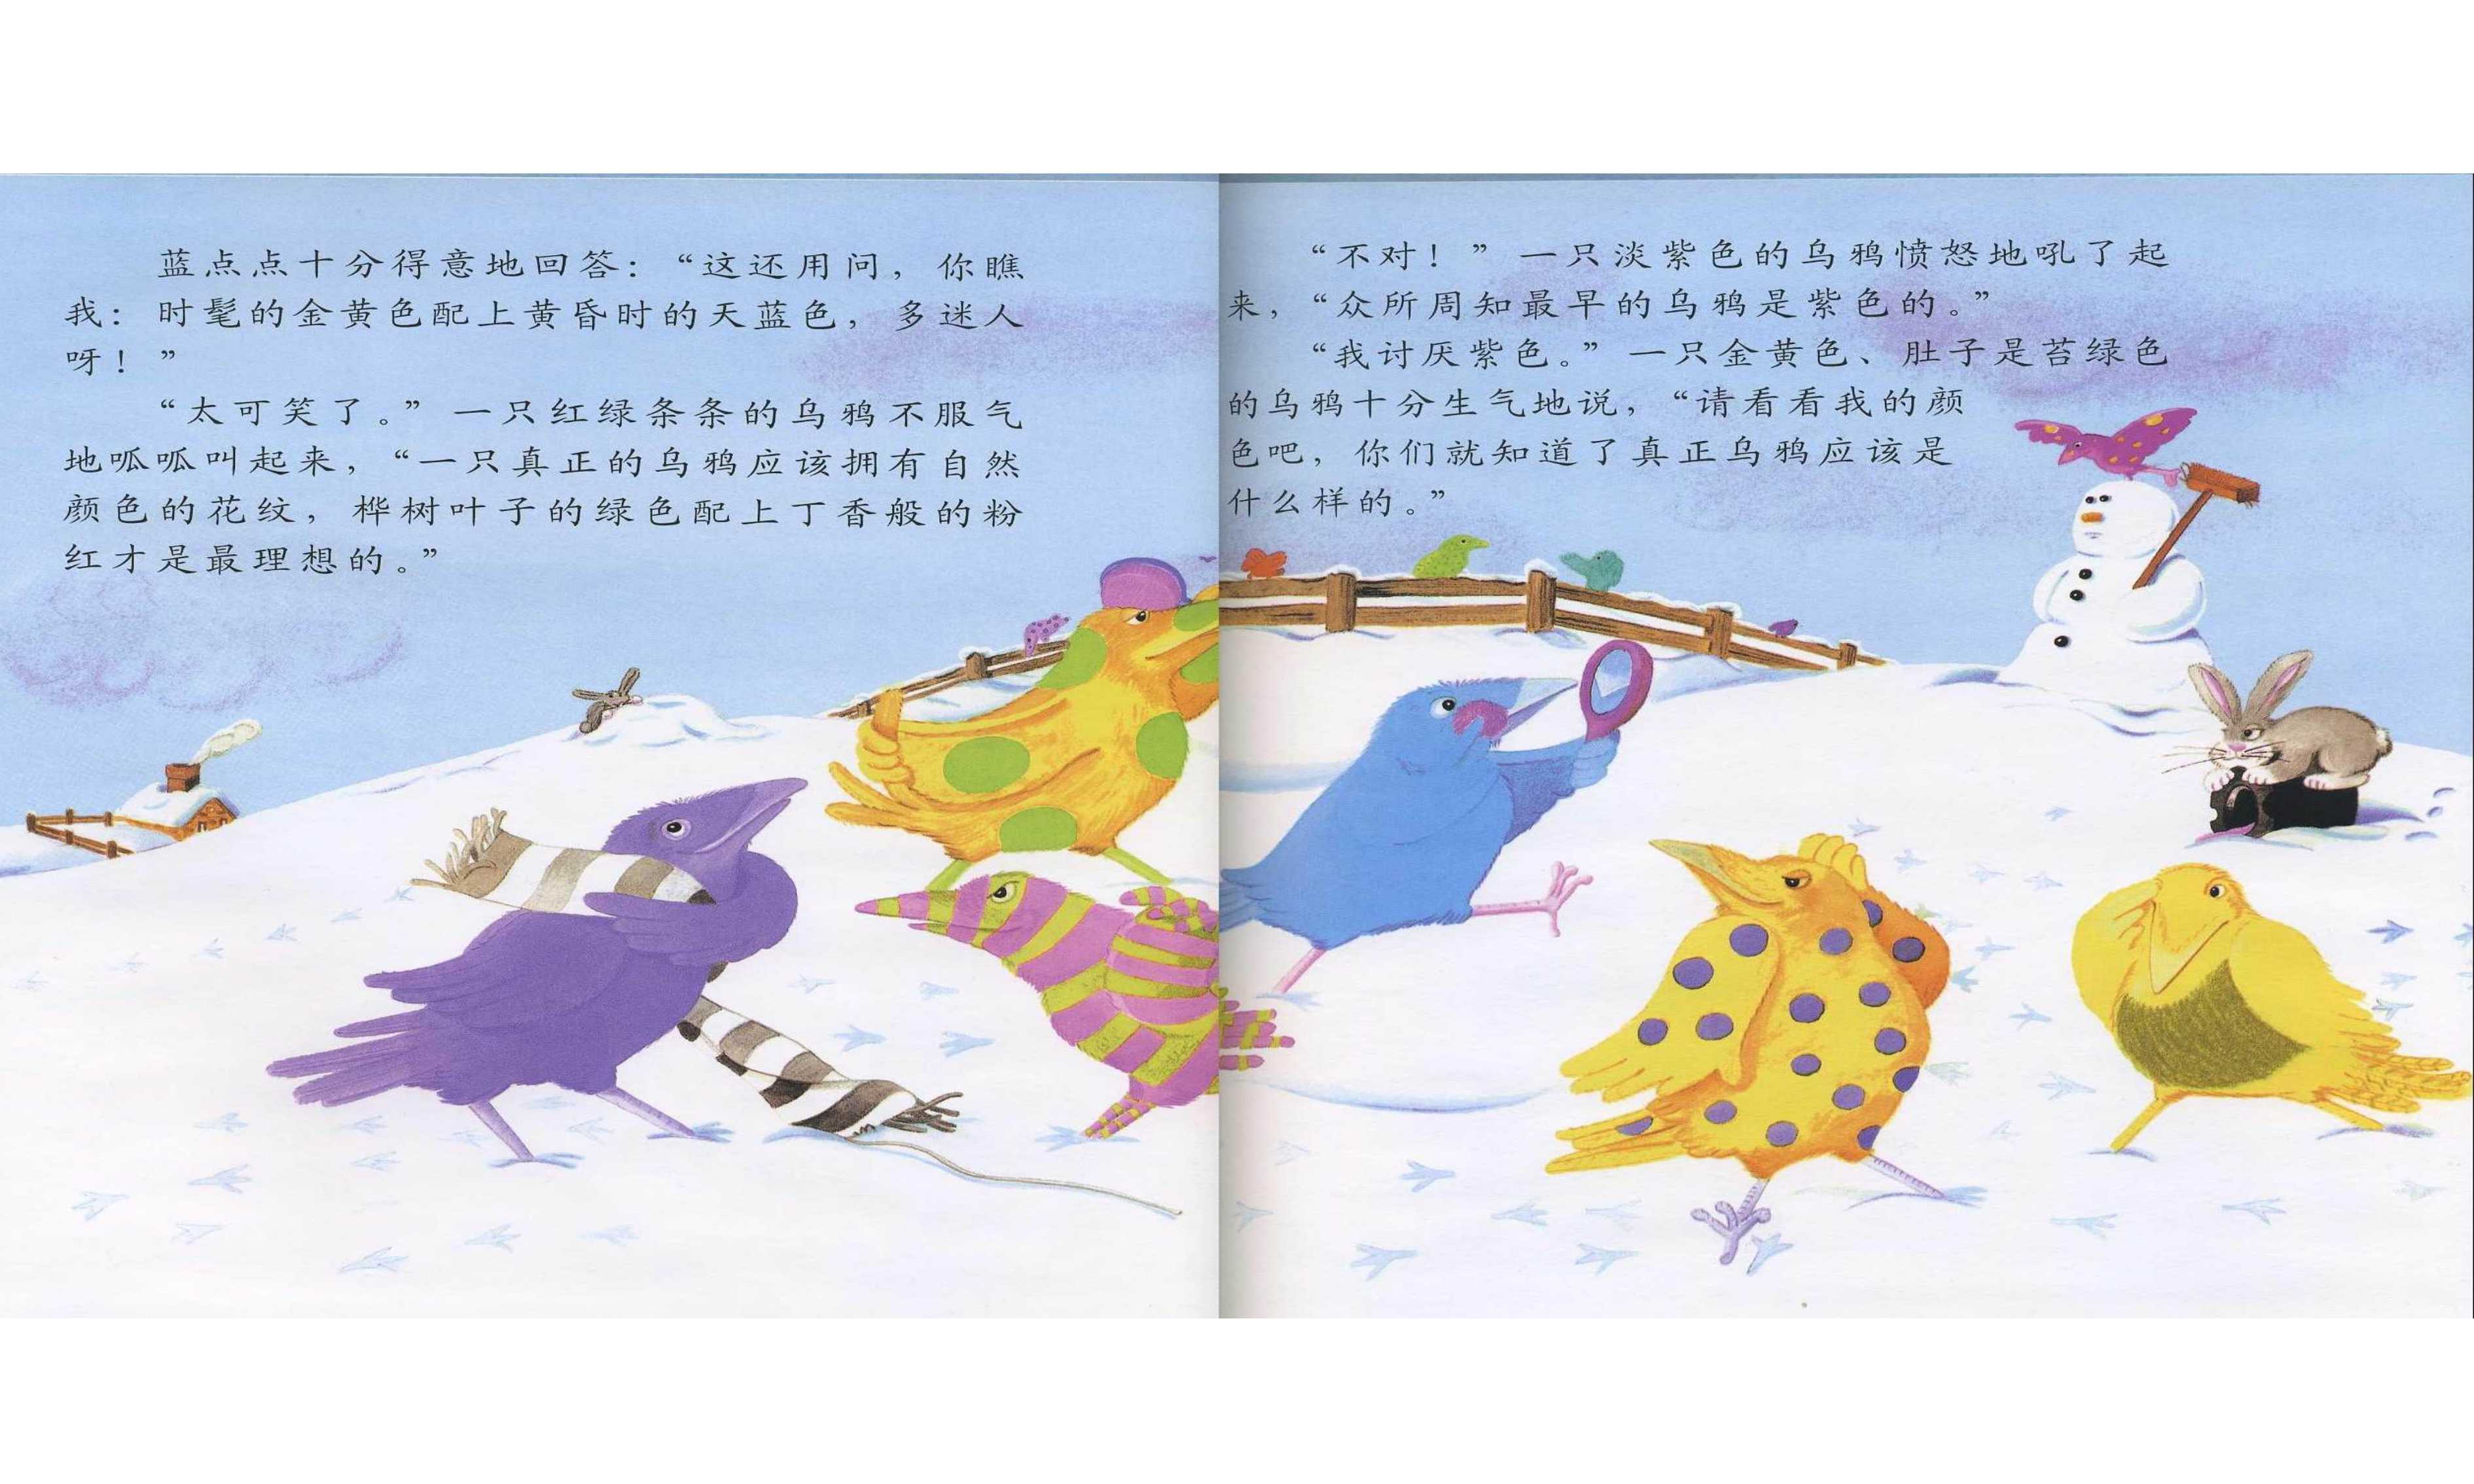 蓝点点十分得意地回答：“这还用问，你瞧
我：时髦的金黄色配上黄昏时的天蓝色，多迷人
呀！”
“太可笑了。”一只红绿条条的乌鸦不服气
地呱呱叫起来，“一只真正的乌鸦应该拥有自然
颜色的花纹，桦树叶子的绿色配上丁香般的粉
红才是最理想的。”
“不对！”一只淡紫色的乌鸦愤怒地吼了起
来，“众所周知最早的乌鸦是紫色的。”
“我讨厌紫色。”一只金黄色、肚子是苔绿色
的乌鸦十分生气地说，“请看看我的颜
色吧，你们就知道了真正乌鸦应该是
什么样的。”